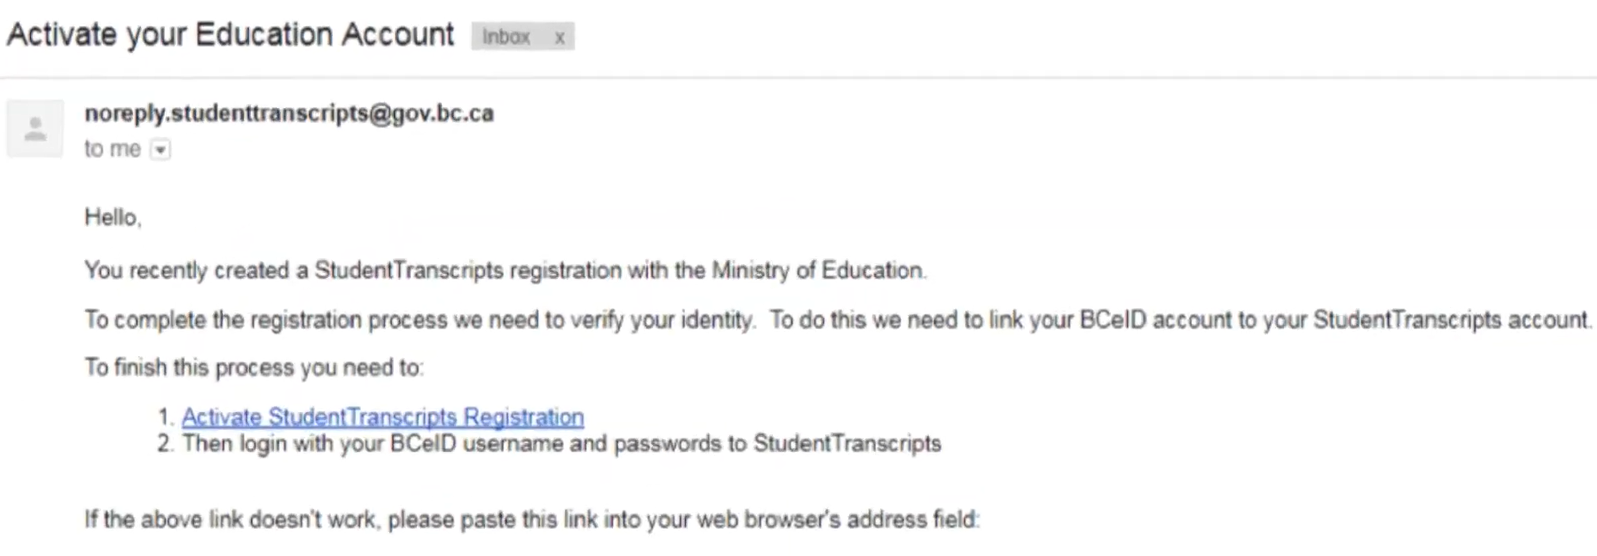 Activate your Education Account Inbox x
noreply.studenttranscripts@gov.bc.ca
to me
Hello,
You recently created a StudentTranscripts registration with the Ministry of Education.
To complete the registration process we need to verify your identity. To do this we need to link your BCeID account to your StudentTranscripts account.
To finish this process you need to:
1. Activate StudentTranscripts Registration
2. Then login with your BCeID username and passwords to StudentTranscripts
If the above link doesn't work, please paste this link into your web browser's address field: